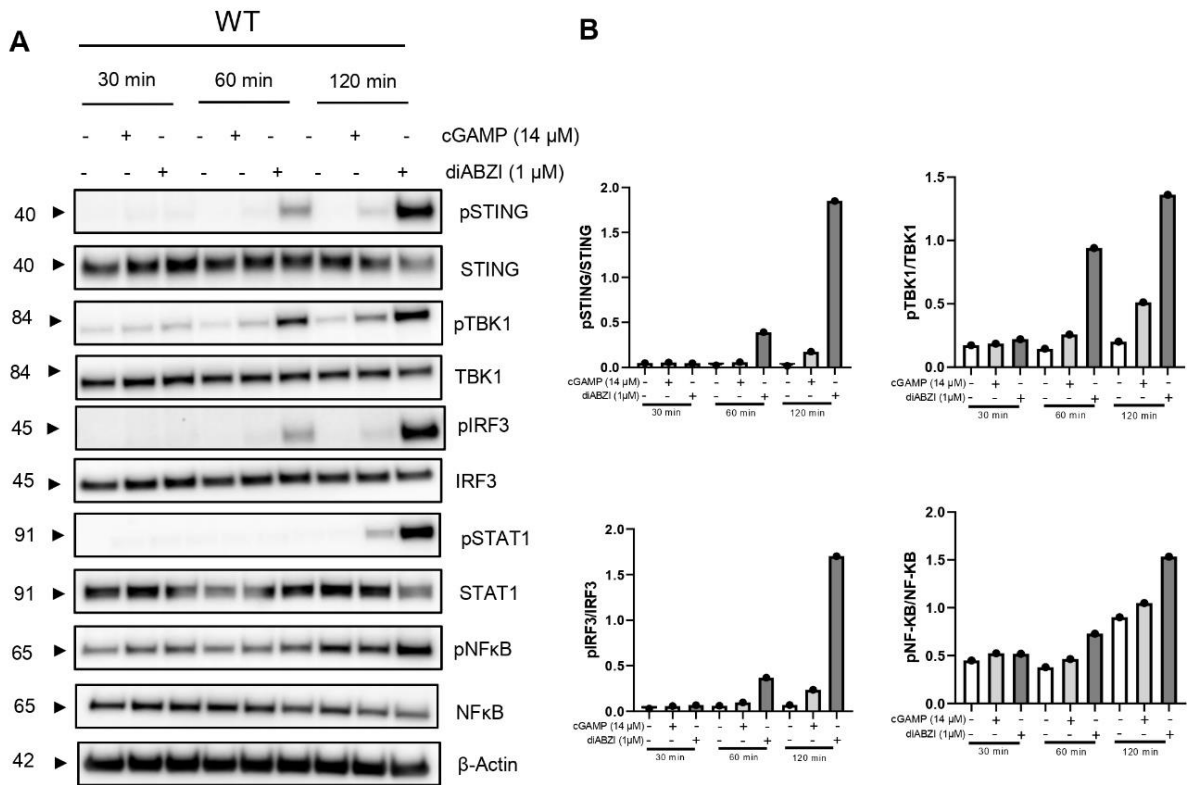 A
WT
30 min 60 min 120 min
- + - - + - - + - cGAMP (14 µM)
- - + - - + - - + diABZI (1 µM)
40 ► pSTING
40 ► STING
84 ► pTBK1
84 ► TBK1
45 ► pIRF3
45 ► IRF3
91 ► pSTAT1
91 ► STAT1
65 ► pNFκB
65 ► NFκB
42 ► β-Actin
B
pSTING/STING
2.0
1.5
1.0
0.5
0.0
cGAMP (14 µM) - + - - + - - + -
diABZI (1µM) - - + - - + - - +
30 min 60 min 120 min
pTBK1/TBK1
1.5
1.0
0.5
0.0
cGAMP (14 µM) - + - - + - - + -
diABZI (1µM) - - + - - + - - +
30 min 60 min 120 min
pIRF3/IRF3
2.0
1.5
1.0
0.5
0.0
cGAMP (14 µM) - + - - + - - + -
diABZI (1µM) - - + - - + - - +
30 min 60 min 120 min
pNF-KB/NF-KB
2.0
1.5
1.0
0.5
0.0
cGAMP (14 µM) - + - - + - - + -
diABZI (1µM) - - + - - + - - +
30 min 60 min 120 min